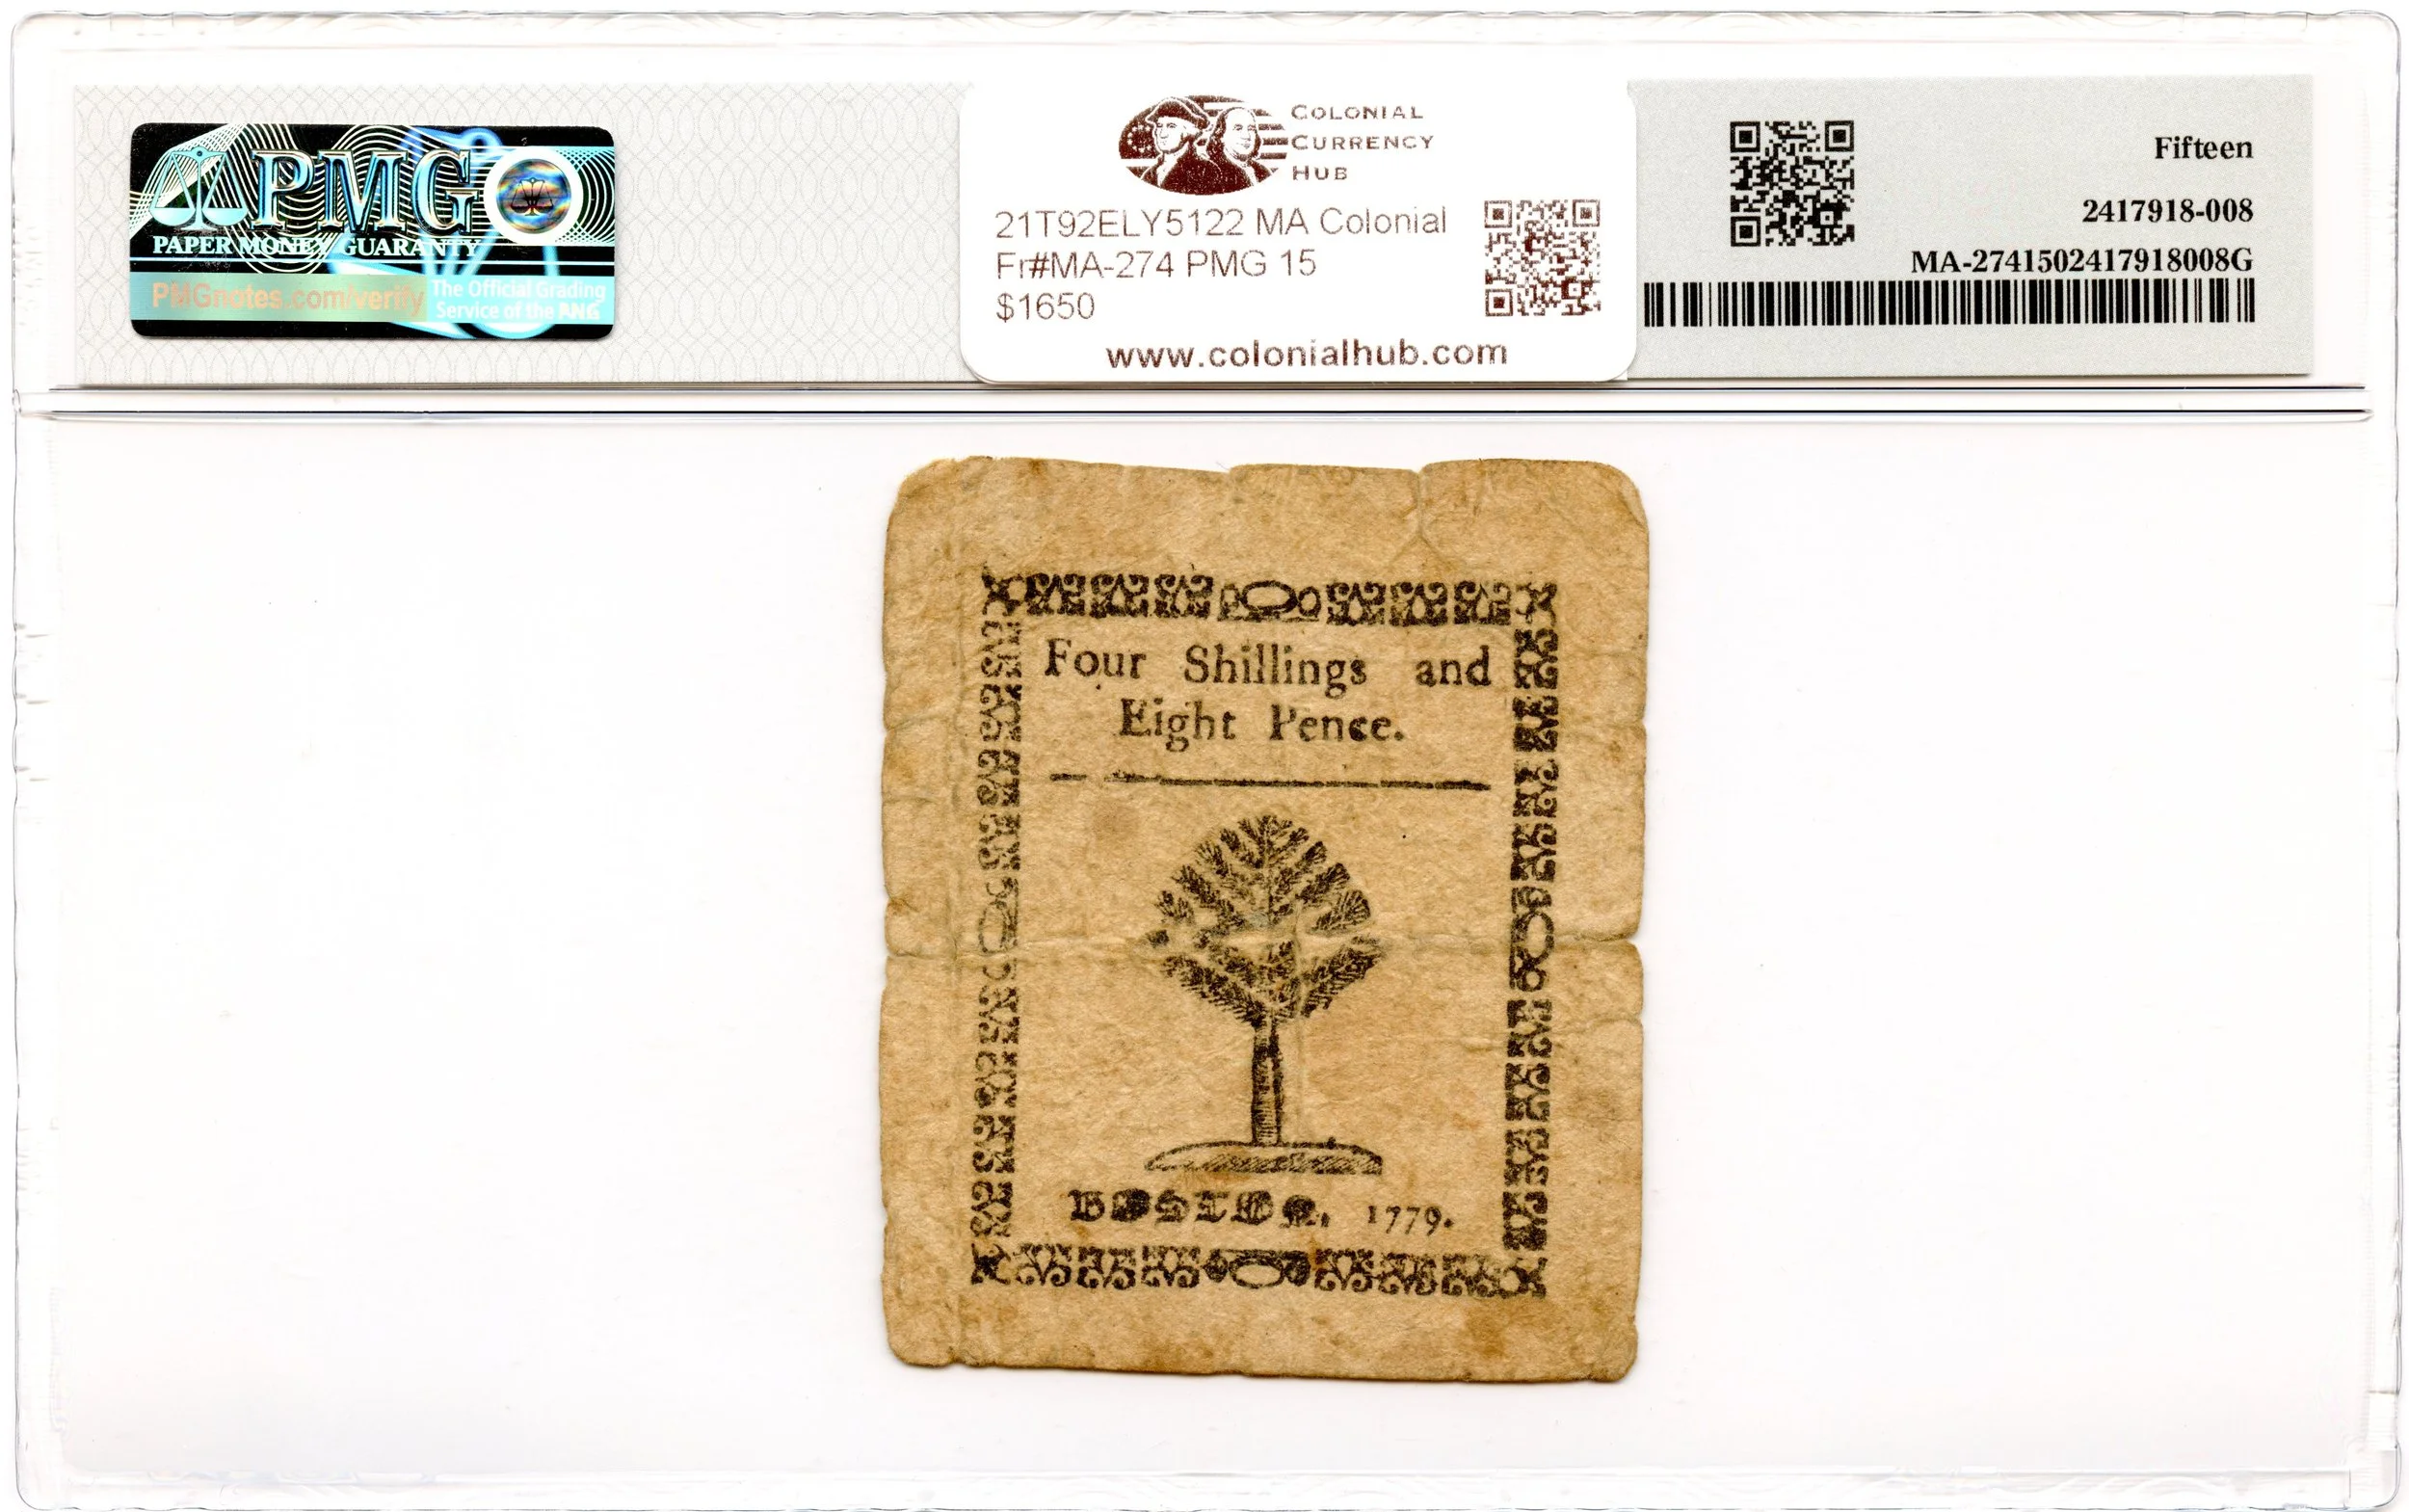 PMG
PAPER MONEY GUARANTY
PMGnotes.com/verify
The Official Grading
Service of the ANG
COLONIAL
CURRENCY
HUB
21T92ELY5122 MA Colonial
Fr#MA-274 PMG 15
$1650
www.colonialhub.com
Fifteen
2417918-008
MA-2741502417918008G
Four Shillings and
Eight Pence.
BOSTON, 1779.